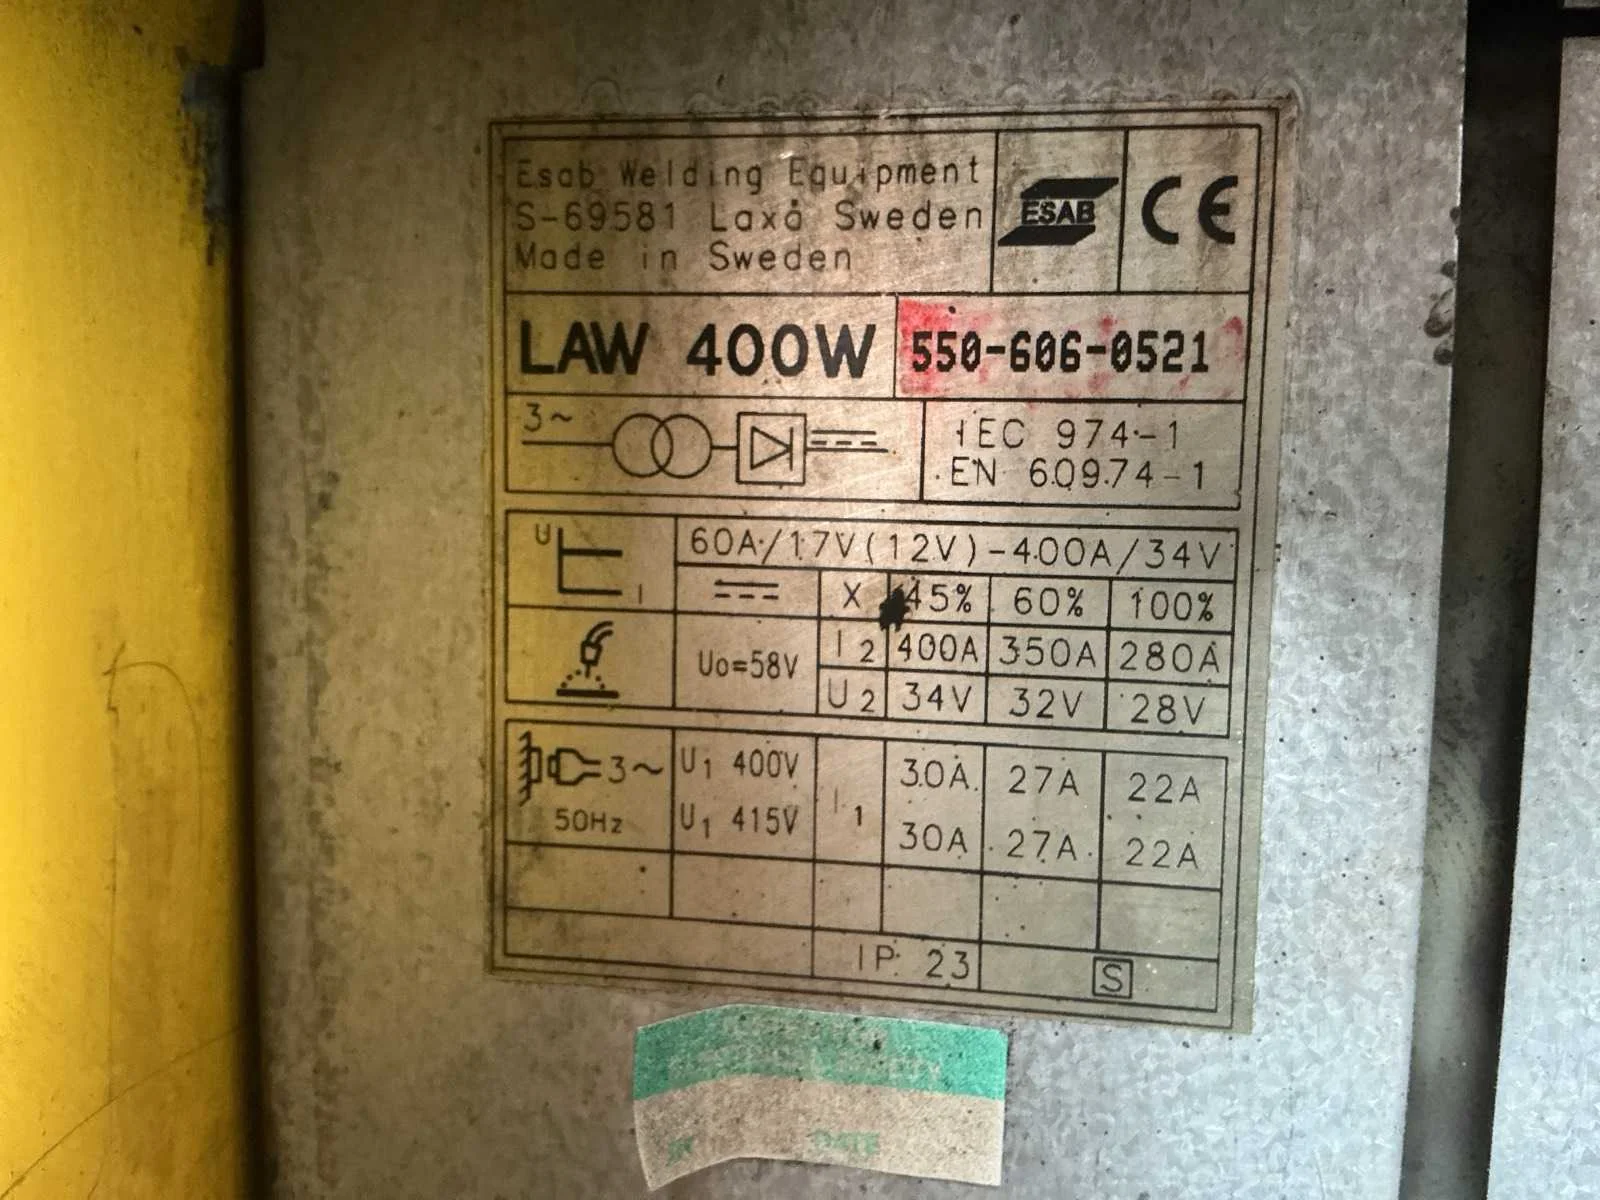 Esab Welding Equipment
S-69581 Laxå Sweden
Made in Sweden
ESAB
CE
LAW 400W
550-606-0521
3~
IEC 974-1
EN 60974-1
U
I
60A/17V(12V)-400A/34V
X 45% 60% 100%
Uo=58V
I2 400A 350A 280A
U2 34V 32V 28V
3~
50Hz
U1 400V
U1 415V
I1
30A 27A 22A
30A 27A 22A
IP 23
S
DATE